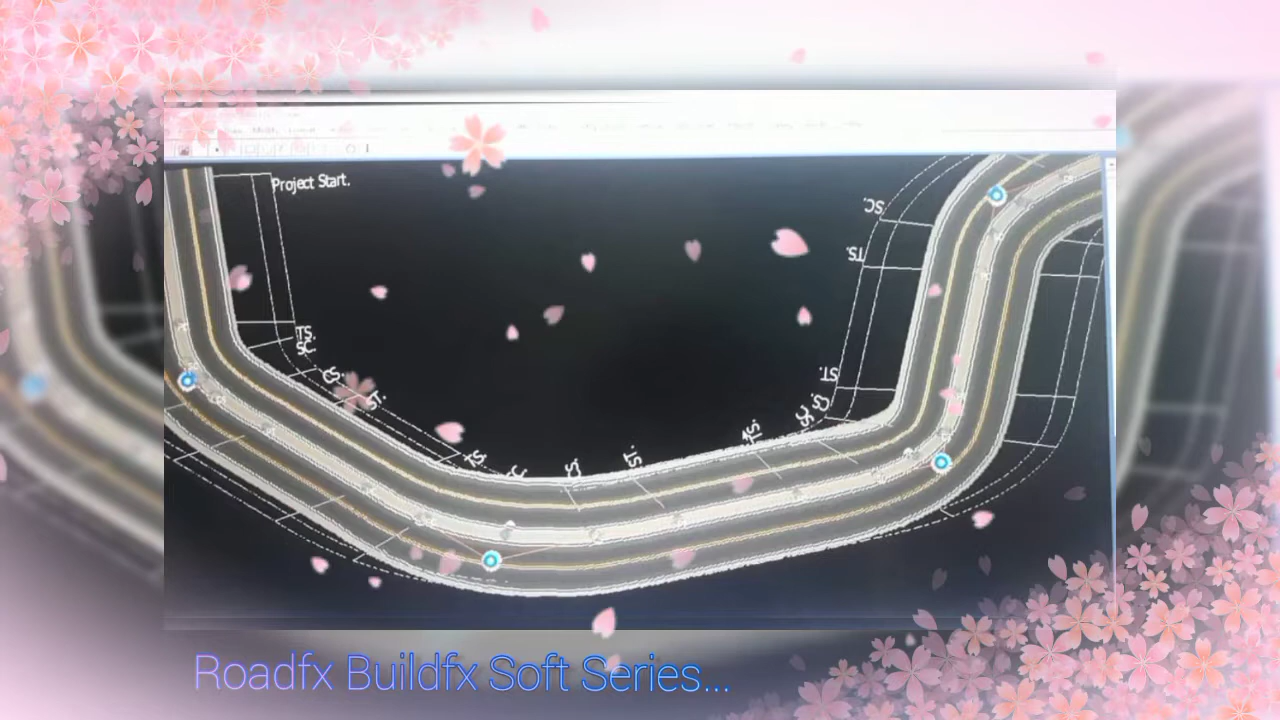 Project Start.
SC.
TS.
TS.
SC.
CS.
ST.
ST.
TS.
SC.
CS.
ST.
TS.
SC.
CS.
Roadfx Buildfx Soft Series...